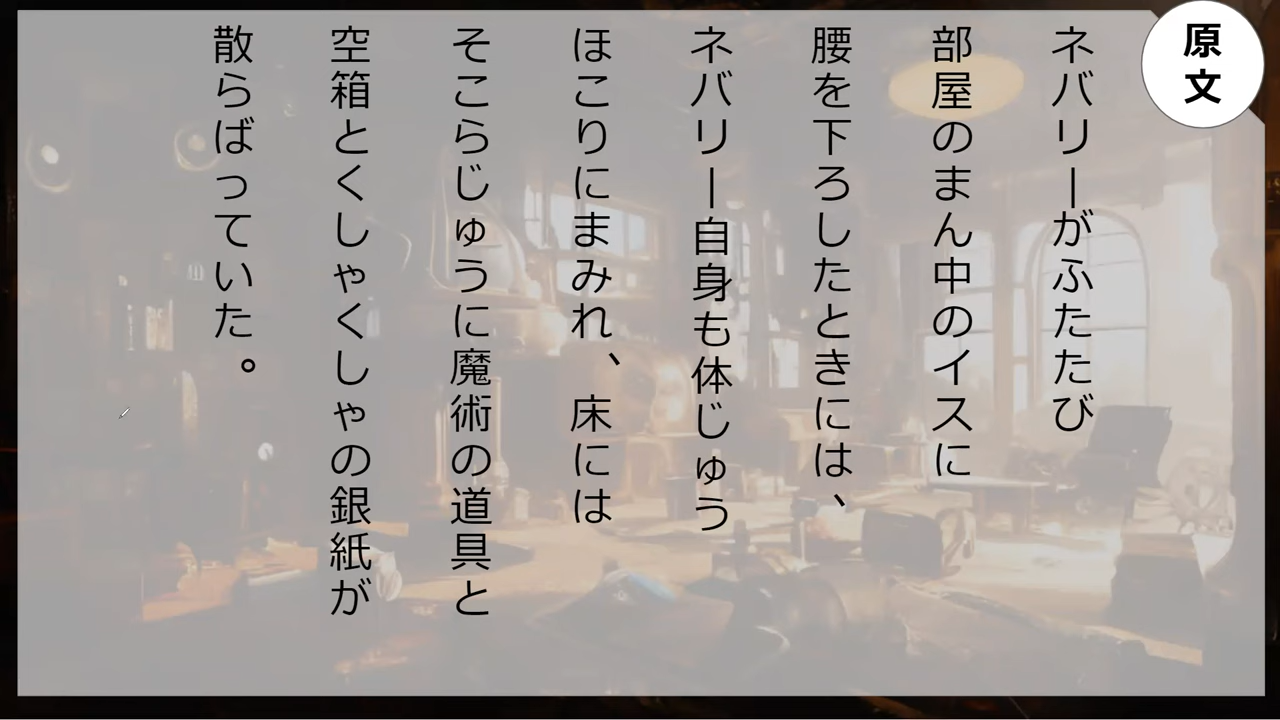 原文
ネバリーがふたたび
部屋のまん中のイスに
腰を下ろしたときには、
ネバリー自身も体じゅう
ほこりにまみれ、床には
そこらじゅうに魔術の道具と
空箱とくしゃくしゃの銀紙が
散らばっていた。